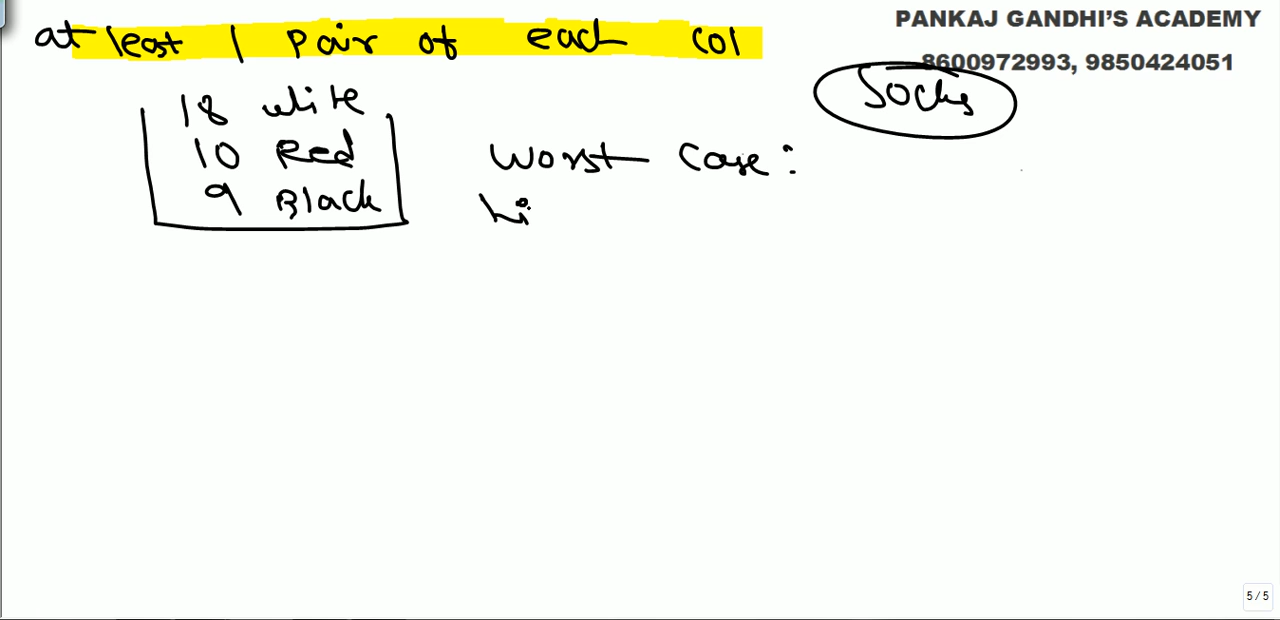 at least 1 pair of each col
PANKAJ GANDHI'S ACADEMY
8600972993, 9850424051
Socks
18 white
10 Red
9 Black
Worst case:
hi
5 / 5